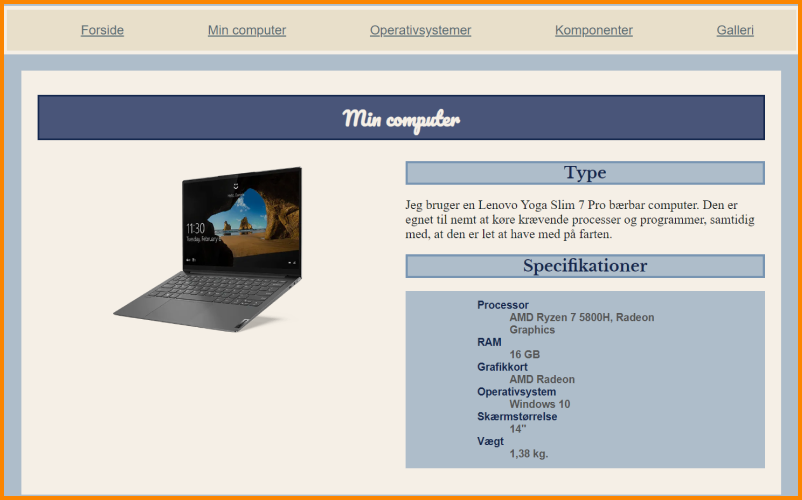 Forside Min computer Operativsystemer Komponenter Galleri
Min computer
11:30
Tuesday, February 6
Type
Jeg bruger en Lenovo Yoga Slim 7 Pro bærbar computer. Den er
egnet til nemt at køre krævende processer og programmer, samtidig
med, at den er let at have med på farten.
Specifikationer
Processor
AMD Ryzen 7 5800H, Radeon
Graphics
RAM
16 GB
Grafikkort
AMD Radeon
Operativsystem
Windows 10
Skærmstørrelse
14"
Vægt
1,38 kg.